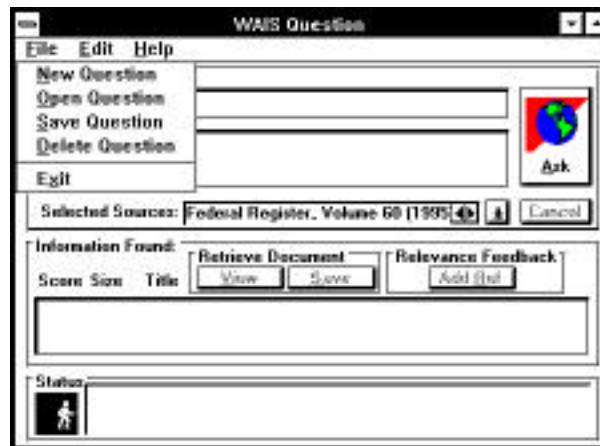 WAIS Question
File Edit Help
New Question
Open Question
Save Question
Delete Question
Exit
Ask
Selected Sources: Federal Register, Volume 60 (1995 Cancel
Information Found:
Retrieve Document Relevance Feedback
Score Size Title View Save Add Ref
Status